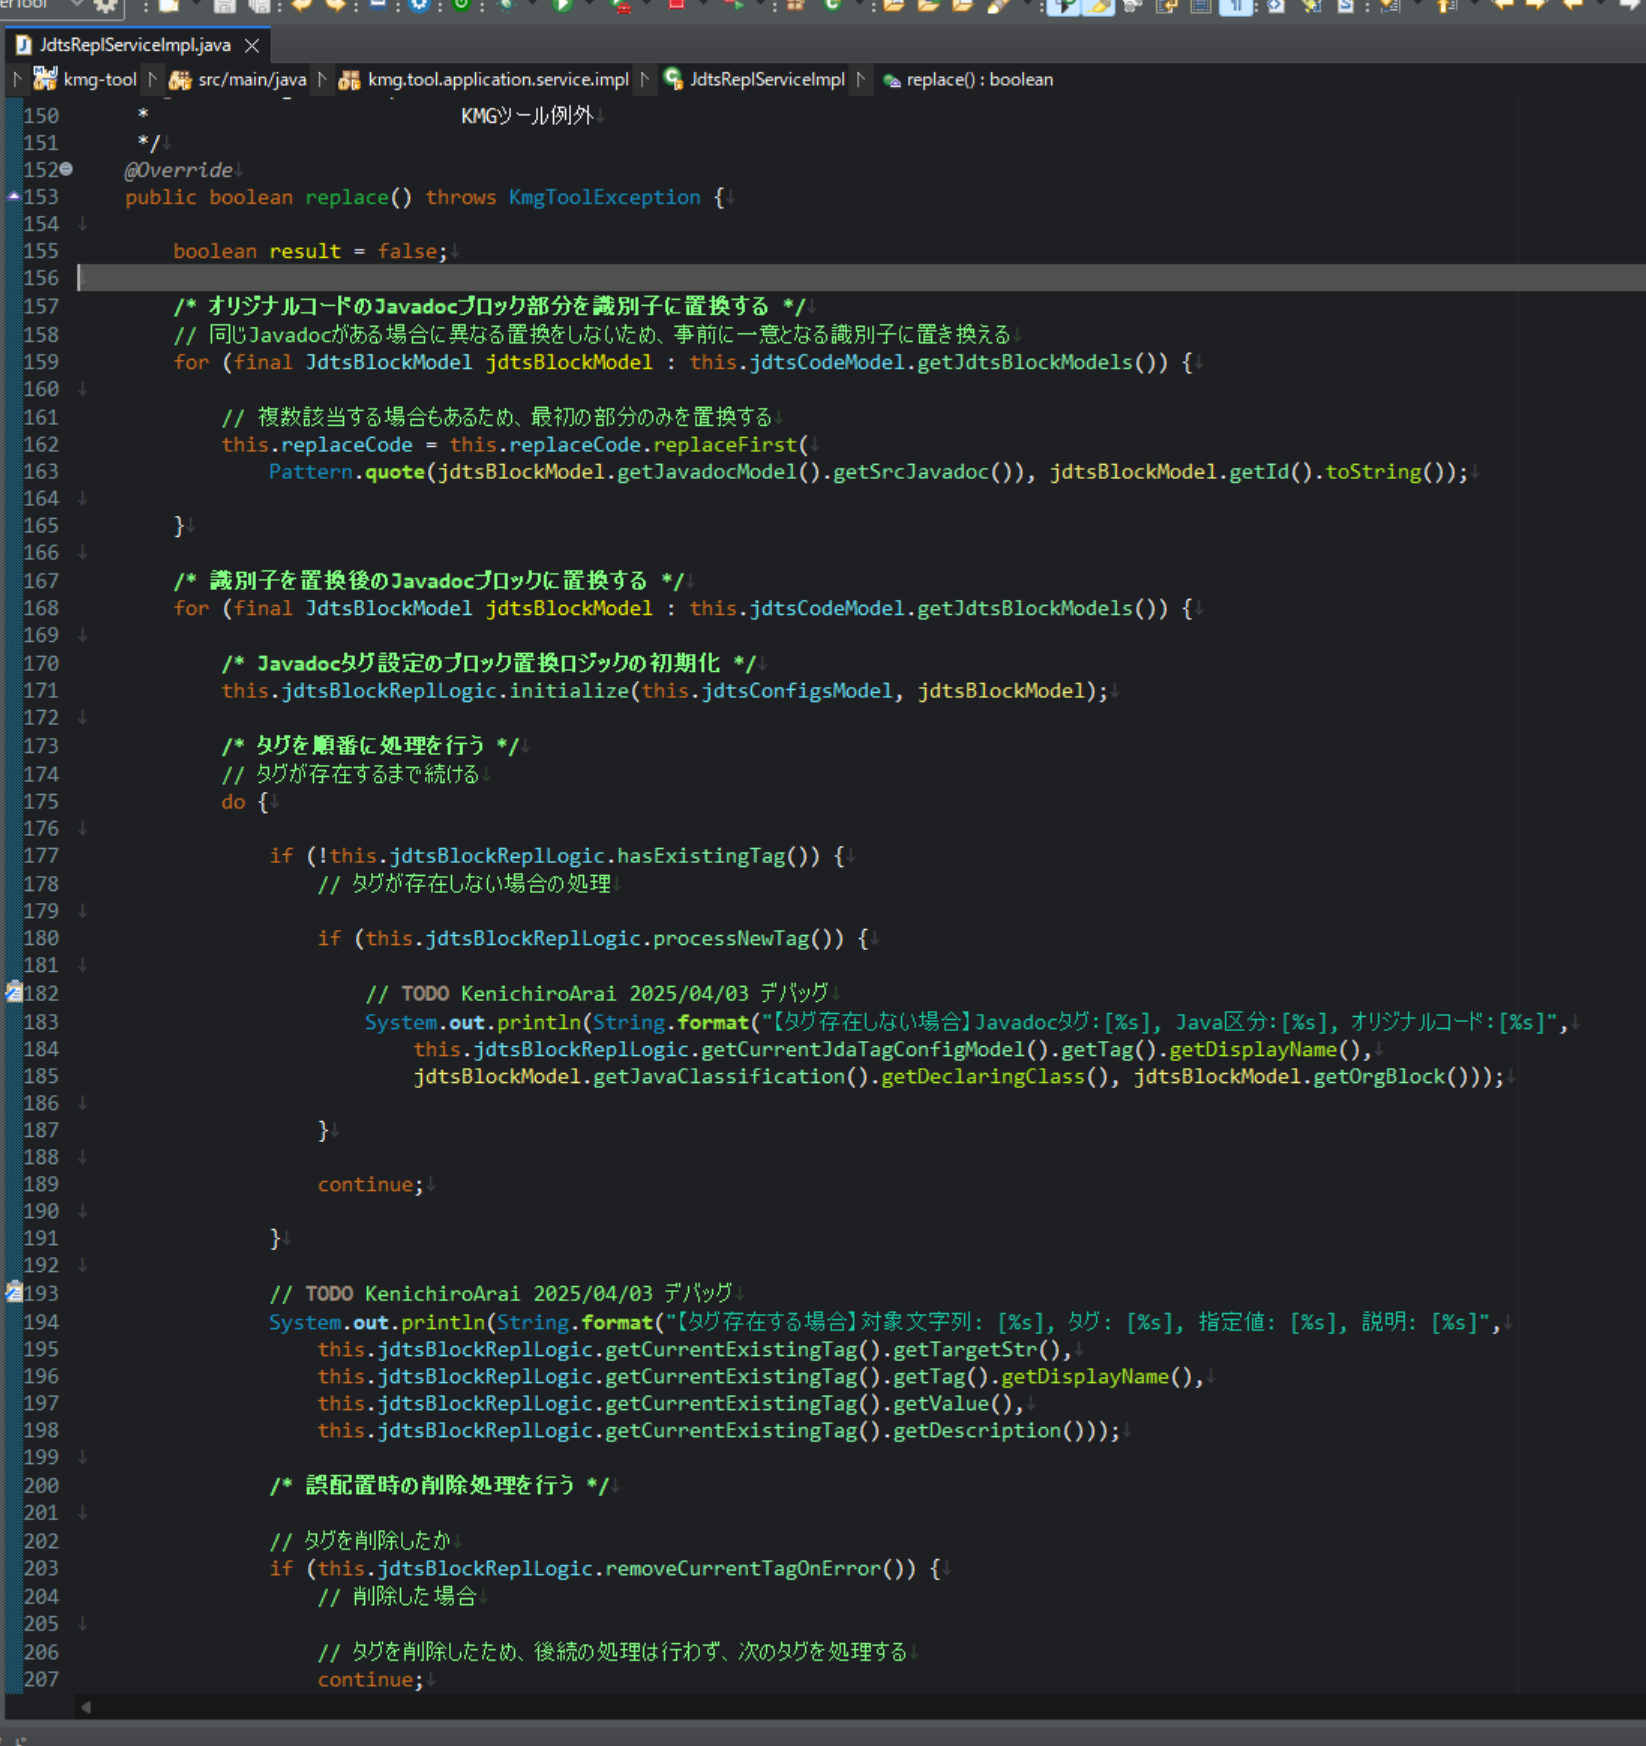 JdtsReplServiceImpl.java
kmg-tool src/main/java kmg.tool.application.service.impl JdtsReplServiceImpl replace() : boolean
150 * KMGツール例外
151 */
152 @Override
153 public boolean replace() throws KmgToolException {
154
155 boolean result = false;
156
157 /* オリジナルコードのJavadocブロック部分を識別子に置換する */
158 // 同じJavadocがある場合に異なる置換をしないため、事前に一意となる識別子に置き換える
159 for (final JdtsBlockModel jdtsBlockModel : this.jdtsCodeModel.getJdtsBlockModels()) {
160
161 // 複数該当する場合もあるため、最初の部分のみを置換する
162 this.replaceCode = this.replaceCode.replaceFirst(
163 Pattern.quote(jdtsBlockModel.getJavadocModel().getSrcJavadoc()), jdtsBlockModel.getId().toString());
164
165 }
166
167 /* 識別子を置換後のJavadocブロックに置換する */
168 for (final JdtsBlockModel jdtsBlockModel : this.jdtsCodeModel.getJdtsBlockModels()) {
169
170 /* Javadocタグ設定のブロック置換ロジックの初期化 */
171 this.jdtsBlockReplLogic.initialize(this.jdtsConfigsModel, jdtsBlockModel);
172
173 /* タグを順番に処理を行う */
174 // タグが存在するまで続ける
175 do {
176
177 if (!this.jdtsBlockReplLogic.hasExistingTag()) {
178 // タグが存在しない場合の処理
179
180 if (this.jdtsBlockReplLogic.processNewTag()) {
181
182 // TODO KenichiroArai 2025/04/03 デバッグ
183 System.out.println(String.format("【タグ存在しない場合】Javadocタグ:[%s], Java区分:[%s], オリジナルコード:[%s]",
184 this.jdtsBlockReplLogic.getCurrentJdaTagConfigModel().getTag().getDisplayName(),
185 jdtsBlockModel.getJavaClassification().getDeclaringClass(), jdtsBlockModel.getOrgBlock()));
186
187 }
188
189 continue;
190
191 }
192
193 // TODO KenichiroArai 2025/04/03 デバッグ
194 System.out.println(String.format("【タグ存在する場合】対象文字列: [%s], タグ: [%s], 指定値: [%s], 説明: [%s]",
195 this.jdtsBlockReplLogic.getCurrentExistingTag().getTargetStr(),
196 this.jdtsBlockReplLogic.getCurrentExistingTag().getTag().getDisplayName(),
197 this.jdtsBlockReplLogic.getCurrentExistingTag().getValue(),
198 this.jdtsBlockReplLogic.getCurrentExistingTag().getDescription()));
199
200 /* 誤配置時の削除処理を行う */
201
202 // タグを削除したか
203 if (this.jdtsBlockReplLogic.removeCurrentTagOnError()) {
204 // 削除した場合
205
206 // タグを削除したため、後続の処理は行わず、次のタグを処理する
207 continue;